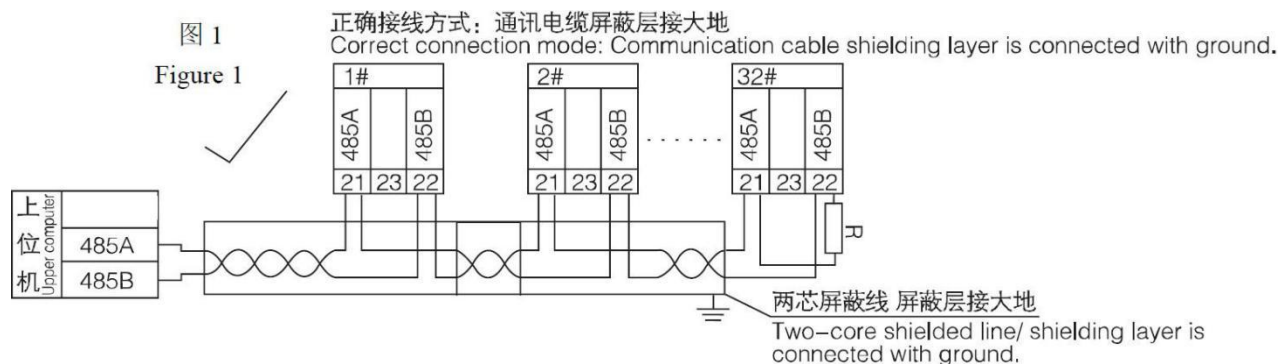 图 1
Figure 1
正确接线方式：通讯电缆屏蔽层接大地
Correct connection mode: Communication cable shielding layer is connected with ground.
1#
485A
485B
21 23 22
2#
485A
485B
21 23 22
......
32#
485A
485B
21 23 22
R
上位机
Upper computer
485A
485B
两芯屏蔽线 屏蔽层接大地
Two-core shielded line/ shielding layer is
connected with ground.